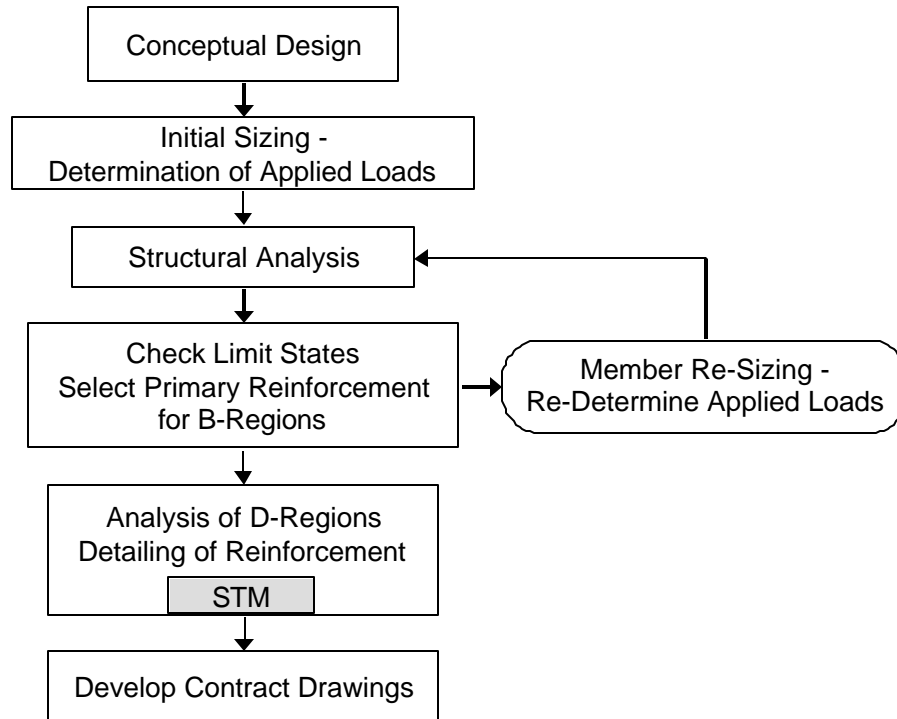 Conceptual Design
Initial Sizing -
Determination of Applied Loads
Structural Analysis
Check Limit States
Select Primary Reinforcement
for B-Regions
Member Re-Sizing -
Re-Determine Applied Loads
Analysis of D-Regions
Detailing of Reinforcement
STM
Develop Contract Drawings